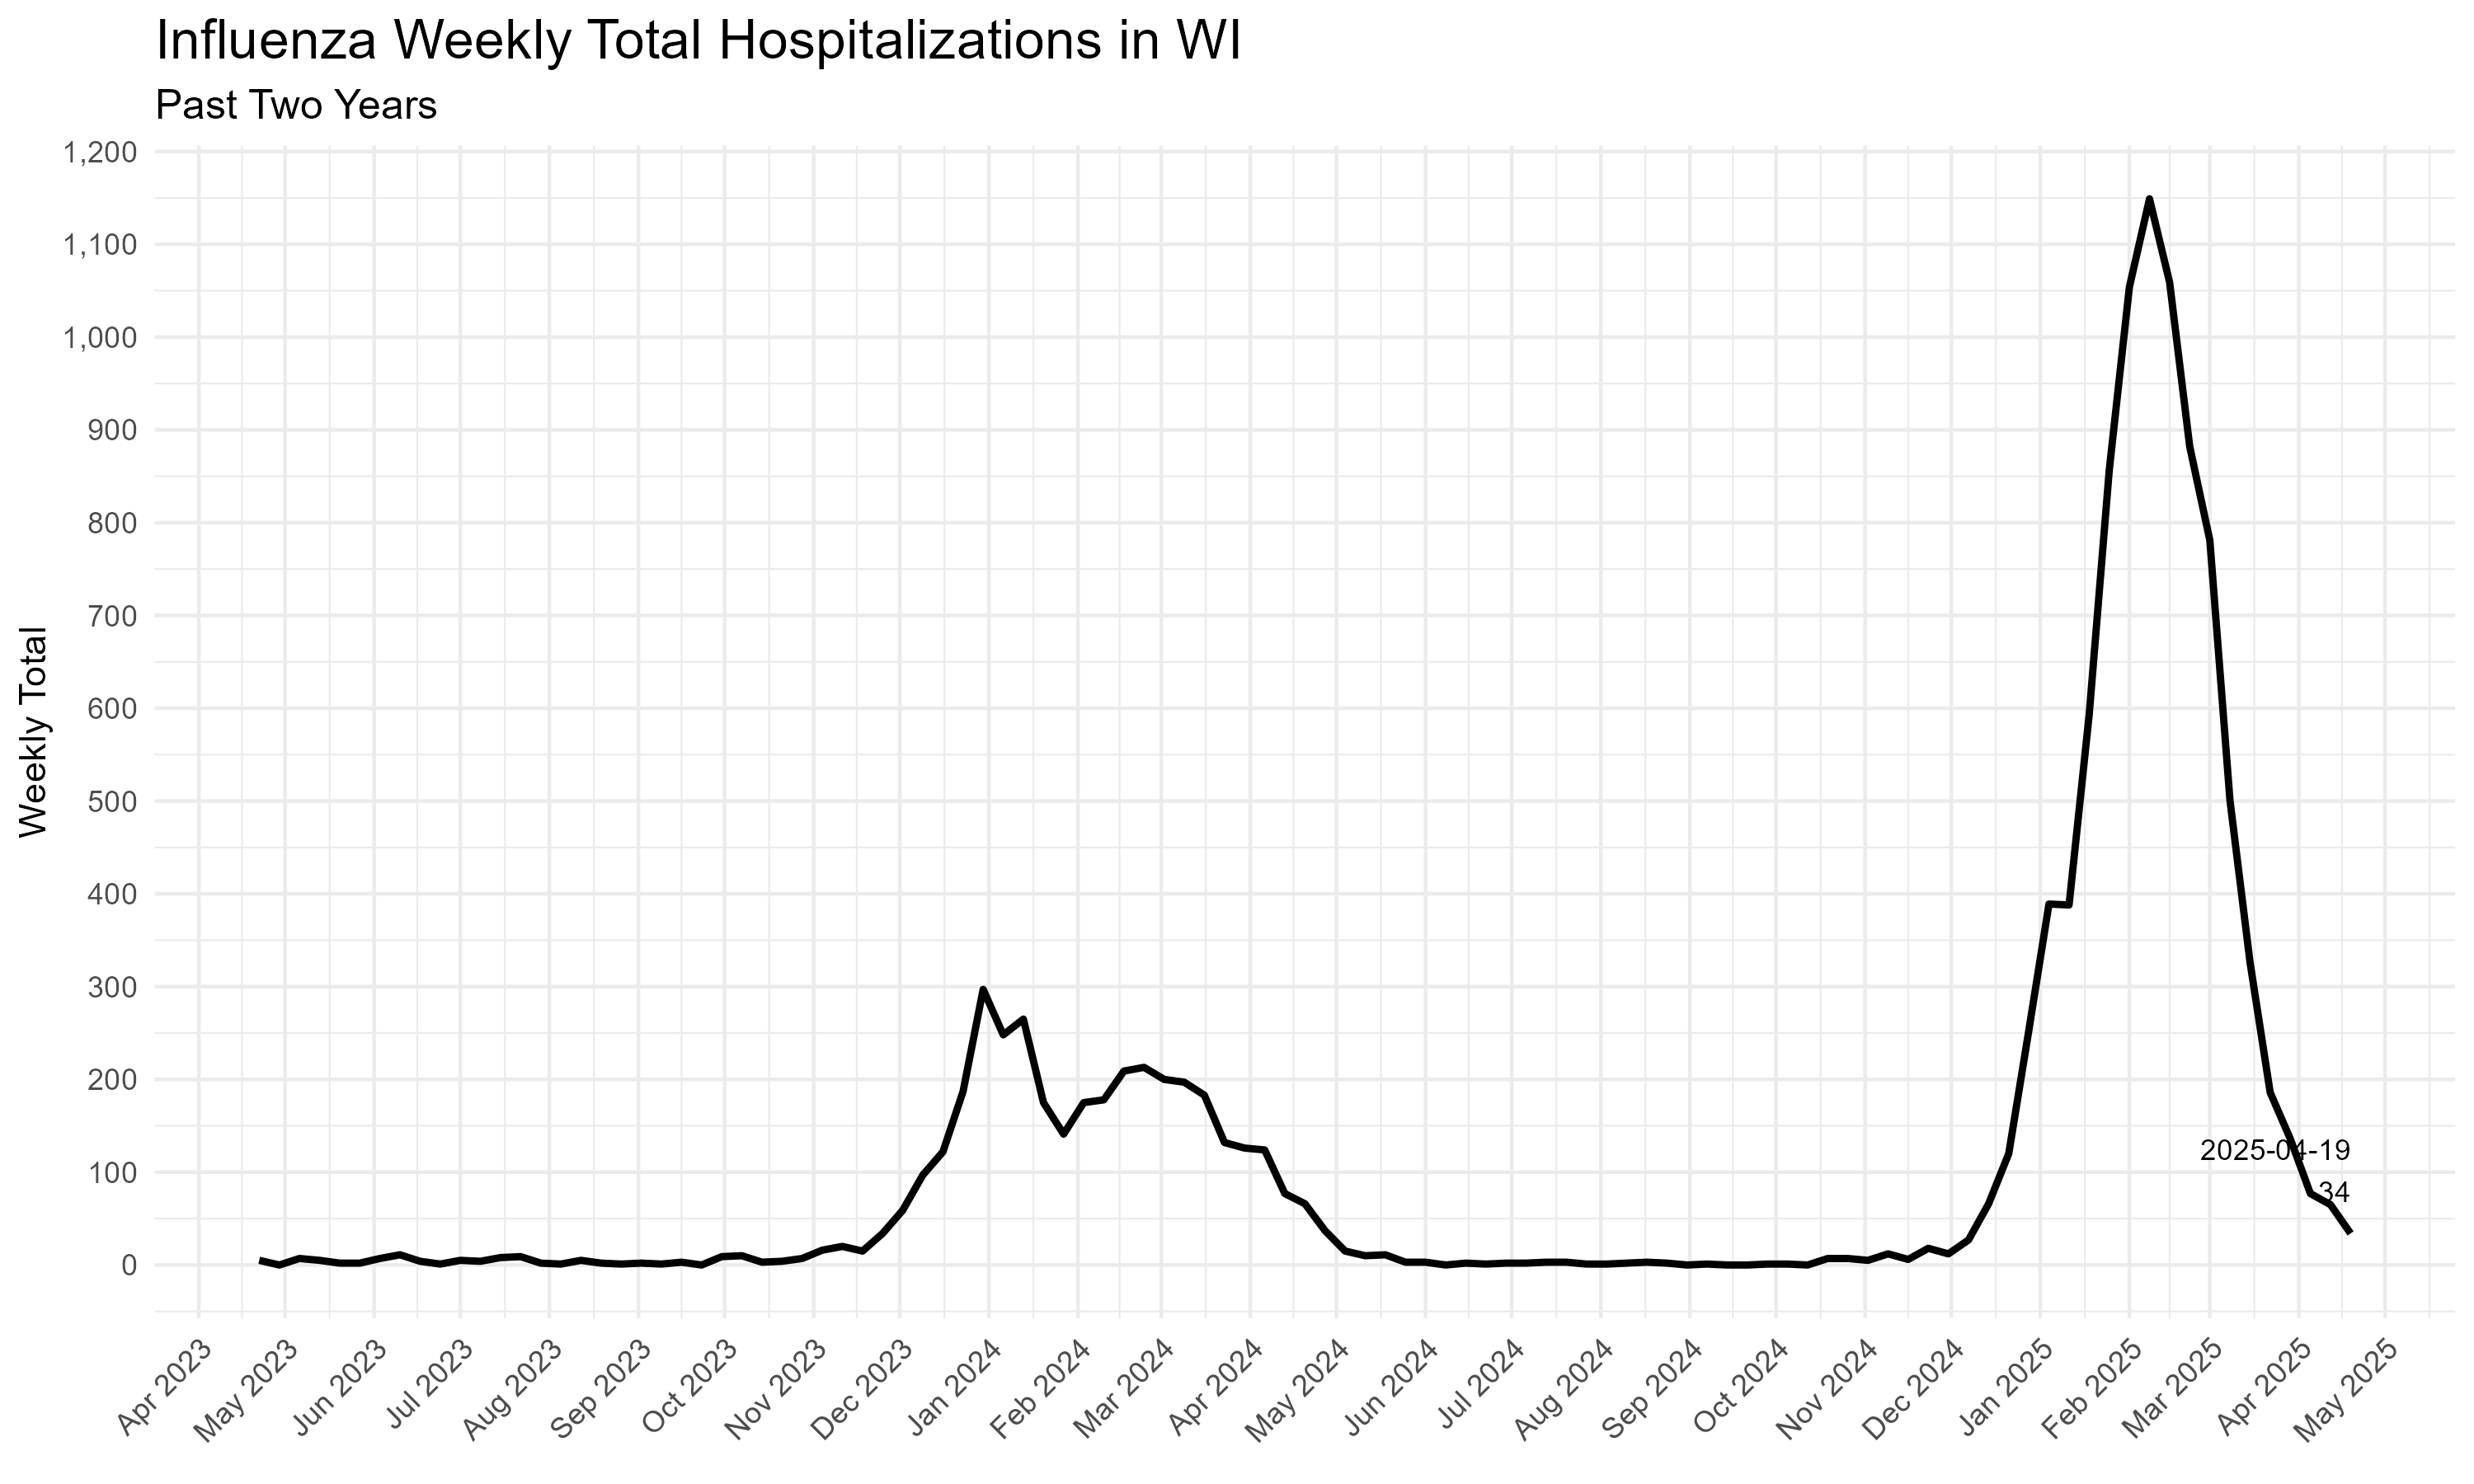 Influenza Weekly Total Hospitalizations in WI
Past Two Years
Weekly Total
1,200
1,100
1,000
900
800
700
600
500
400
300
200
100
0
2025-04-19
34
Apr 2023
May 2023
Jun 2023
Jul 2023
Aug 2023
Sep 2023
Oct 2023
Nov 2023
Dec 2023
Jan 2024
Feb 2024
Mar 2024
Apr 2024
May 2024
Jun 2024
Jul 2024
Aug 2024
Sep 2024
Oct 2024
Nov 2024
Dec 2024
Jan 2025
Feb 2025
Mar 2025
Apr 2025
May 2025